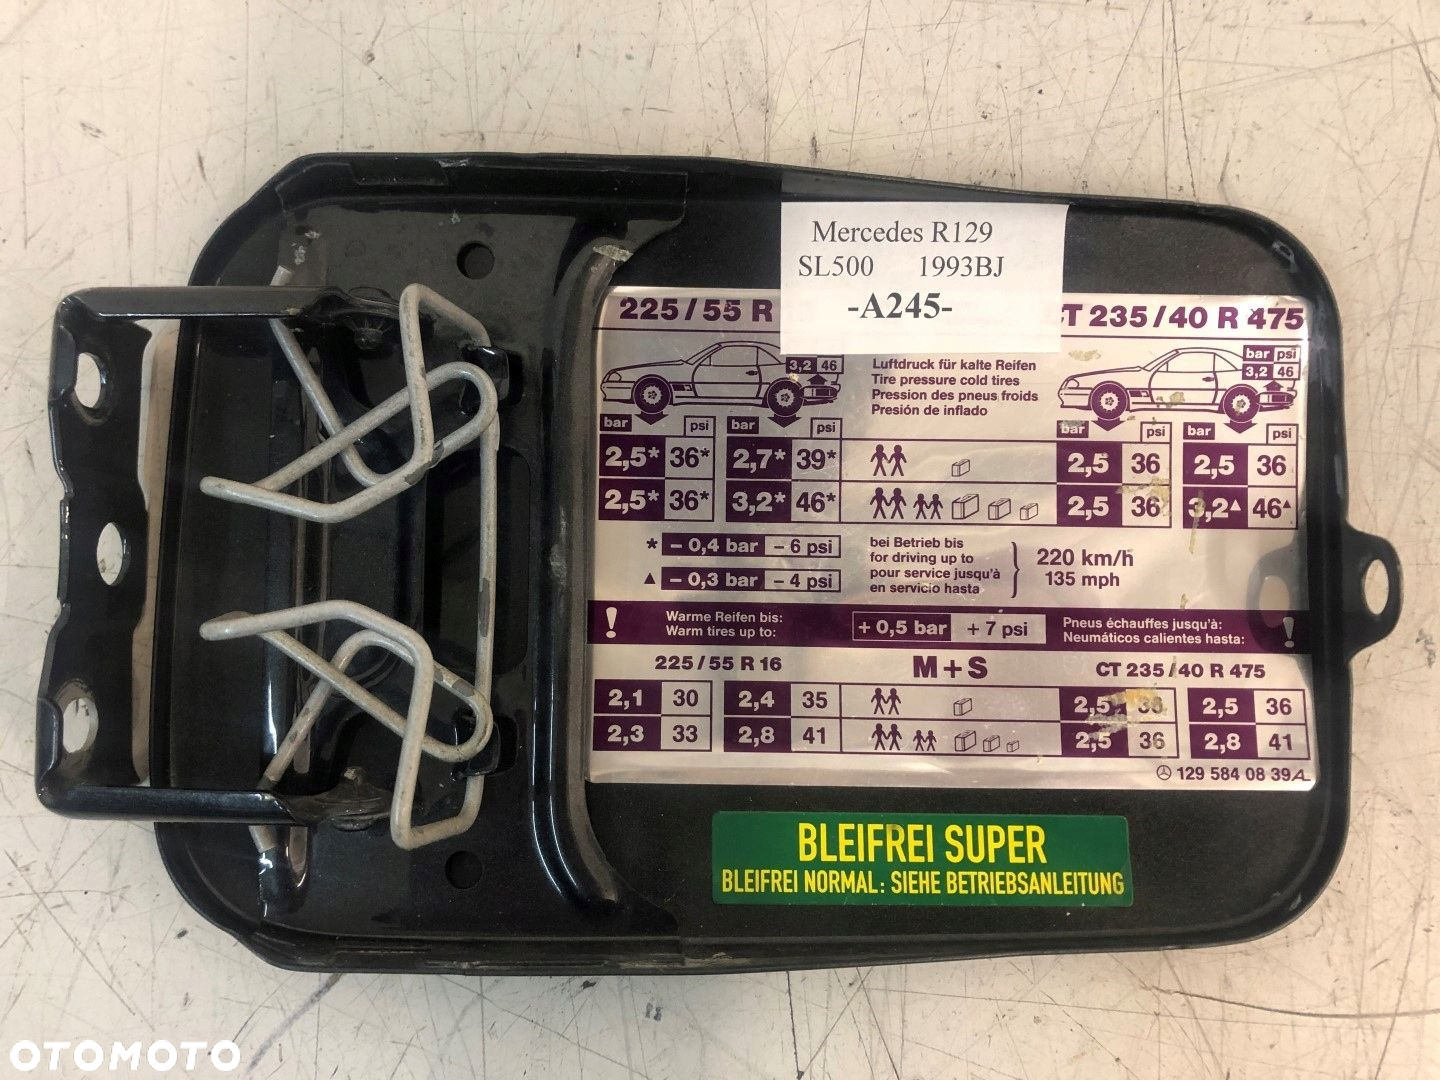 Mercedes R129
SL500 1993BJ
-A245-
225/55 R
CT 235/40 R 475
3,2 46
Luftdruck für kalte Reifen
Tire pressure cold tires
Pression des pneus froids
Presión de inflado
bar psi
3,2 46
bar psi bar psi bar psi bar psi
2,5* 36* 2,7* 39* 2,5 36 2,5 36
2,5* 36* 3,2* 46* 2,5 36 3,2▲ 46▲
* – 0,4 bar – 6 psi
▲ – 0,3 bar – 4 psi
bei Betrieb bis
for driving up to
pour service jusqu'à
en servicio hasta
220 km/h
135 mph
! Warme Reifen bis:
Warm tires up to:
+ 0,5 bar + 7 psi
Pneus échauffes jusqu'à:
Neumáticos calientes hasta: !
225/55 R 16 M+S CT 235/40 R 475
2,1 30 2,4 35 2,5 36 2,5 36
2,3 33 2,8 41 2,5 36 2,8 41
129 584 08 39 A
BLEIFREI SUPER
BLEIFREI NORMAL: SIEHE BETRIEBSANLEITUNG
OTOMOTO